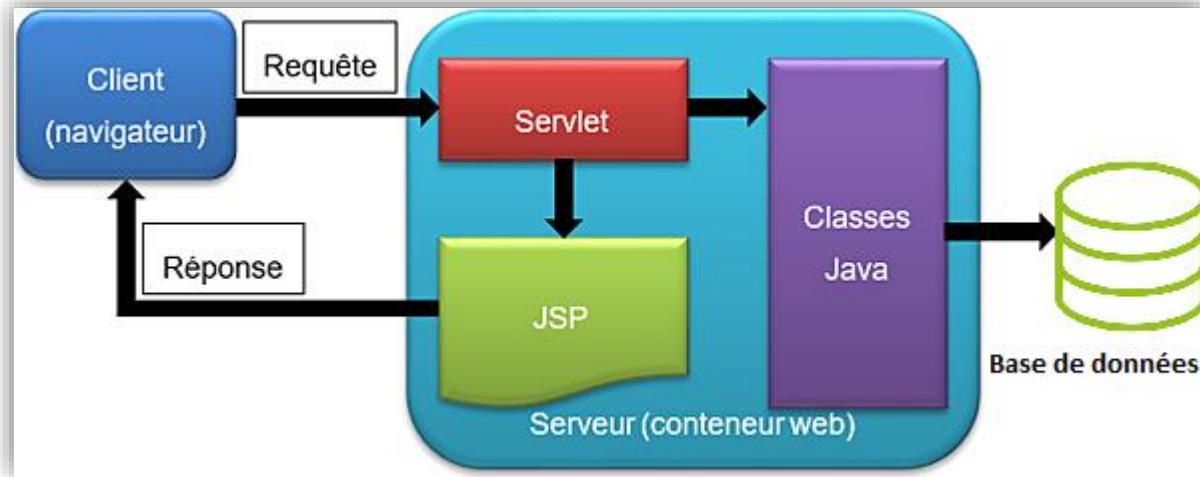 Client
(navigateur)
Requête
Servlet
Classes
Java
Réponse
JSP
Base de données
Serveur (conteneur web)